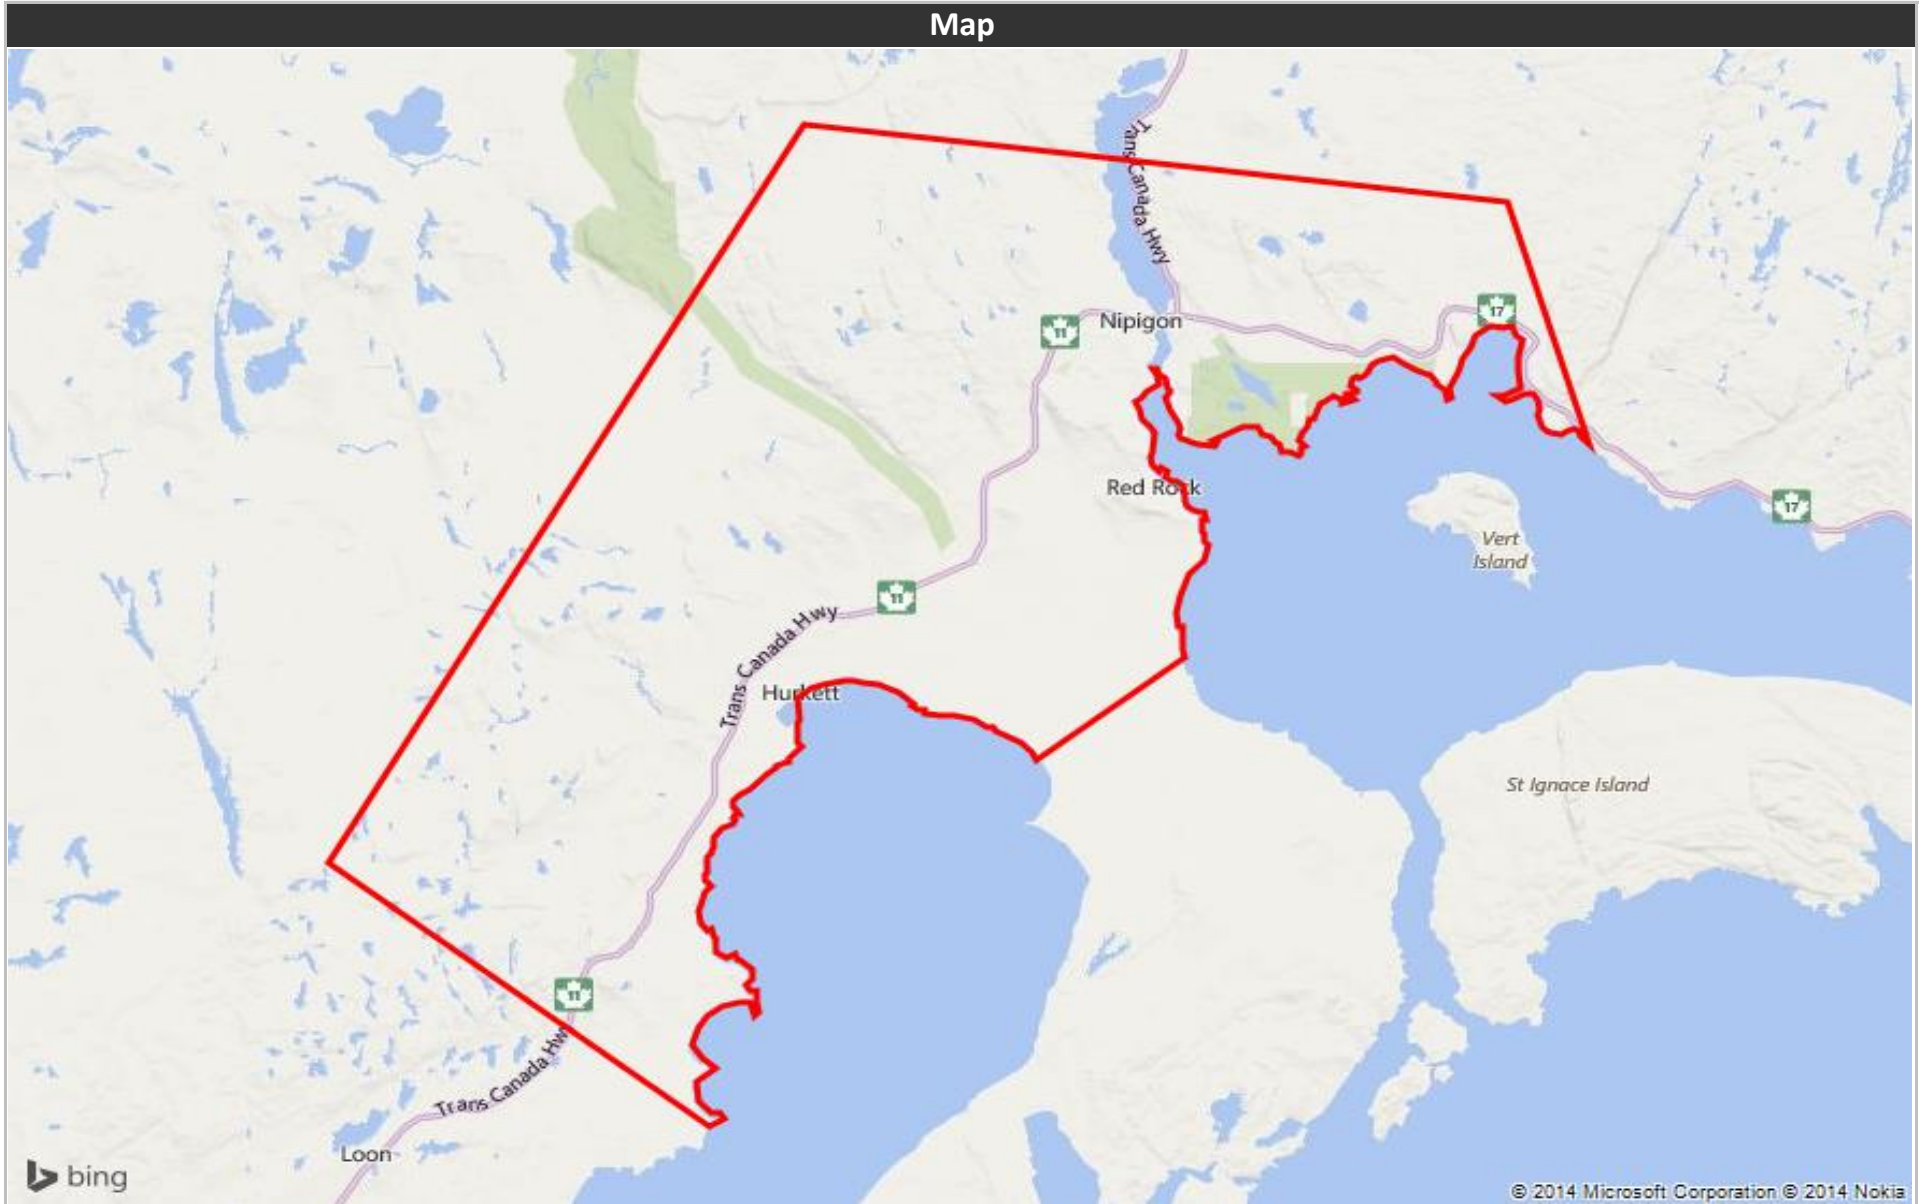 Map
Trans Canada Hwy
17
Nipigon
11
Red Rock
17
Vert
Island
11
Trans Canada Hwy
Hurkett
St Ignace Island
11
Trans Canada Hwy
Loon
bing
© 2014 Microsoft Corporation © 2014 Nokia